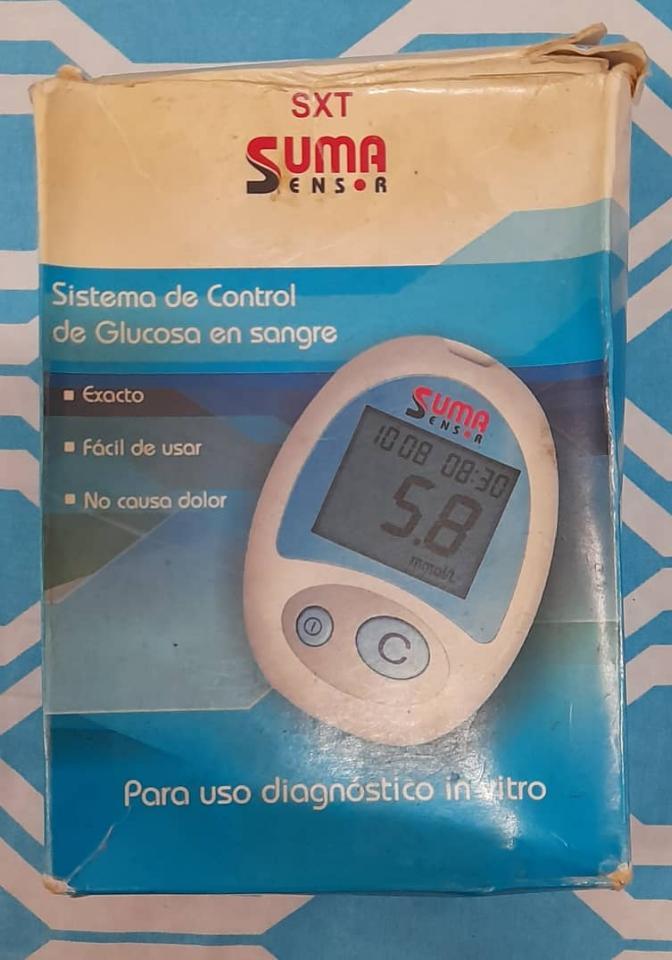 SXT
SUMA
SENSOR
Sistema de Control
de Glucosa en sangre
Exacto
Fácil de usar
No causa dolor
SUMA
SENSOR
10 08 08:30
5.8
mmol/L
C
Para uso diagnóstico in vitro